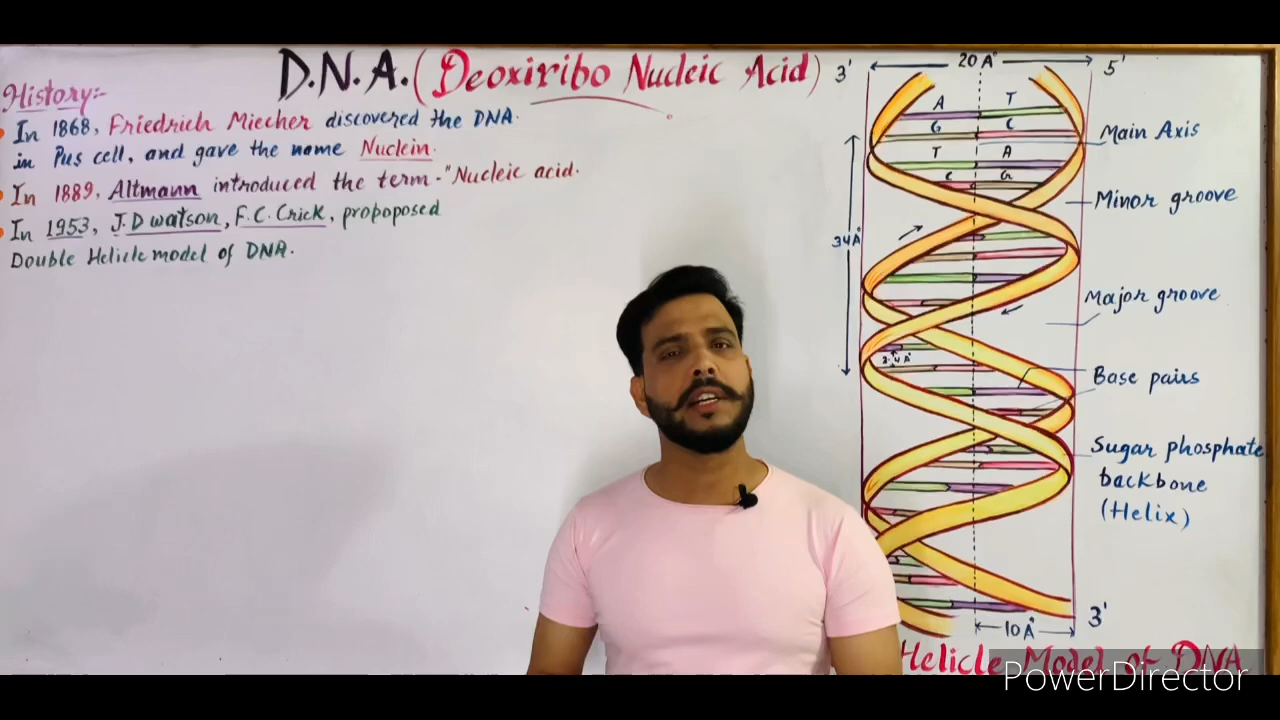 D.N.A. (Deoxiribo Nucleic Acid)
History:-
In 1868, Friedrich Miecher discovered the DNA.
in Pus cell, and gave the name Nuclein.
In 1889, Altmann introduced the term-"Nucleic acid.
In 1953, J.D watson, F.C. Crick, propoposed
Double Helicle model of DNA.
3' 20 A° 5'
A T
G C
T A
C G
Main Axis
Minor groove
34A°
Major groove
3.4 A°
Base pairs
Sugar phosphate
backbone
(Helix)
10 A° 3'
Helicle Model of DNA
PowerDirector